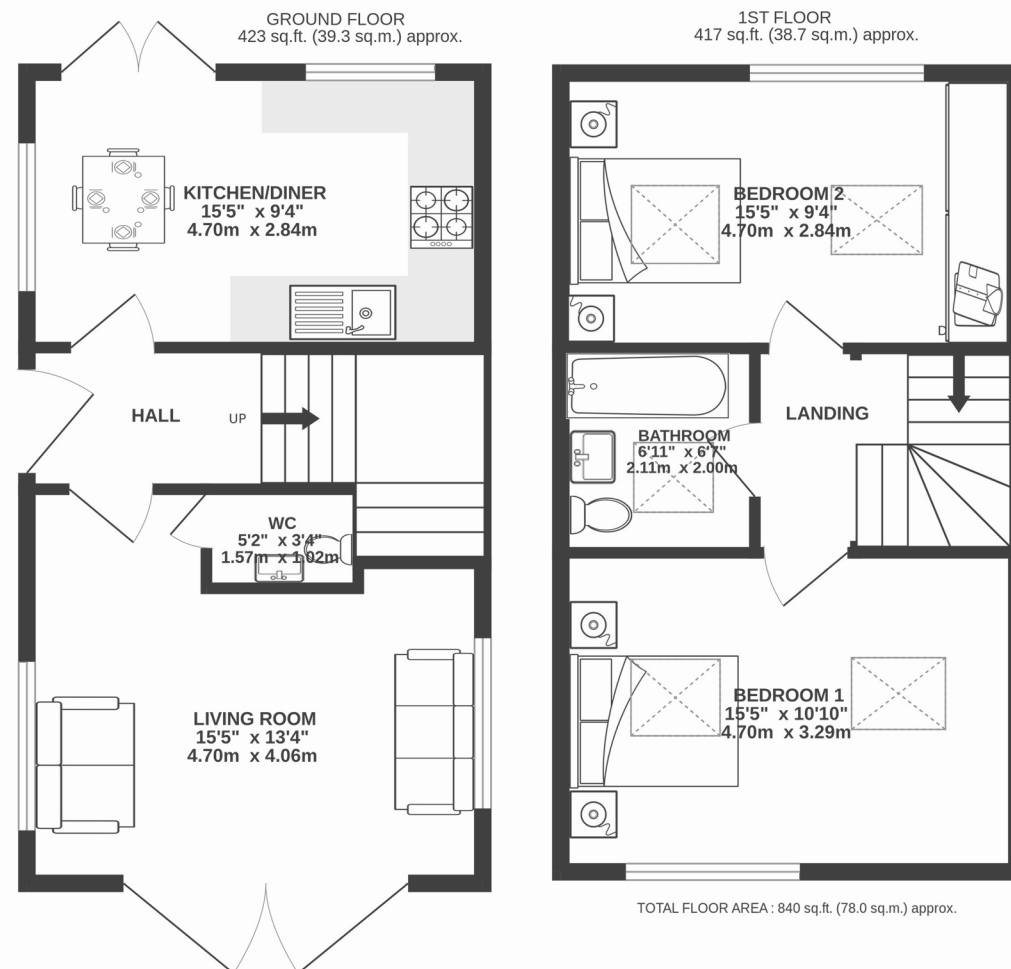 GROUND FLOOR
423 sq.ft. (39.3 sq.m.) approx.
KITCHEN/DINER
15'5" x 9'4"
4.70m x 2.84m
HALL
UP
WC
5'2" x 3'4"
1.57m x 1.02m
LIVING ROOM
15'5" x 13'4"
4.70m x 4.06m
1ST FLOOR
417 sq.ft. (38.7 sq.m.) approx.
BEDROOM 2
15'5" x 9'4"
4.70m x 2.84m
LANDING
BATHROOM
6'11" x 6'7"
2.11m x 2.00m
BEDROOM 1
15'5" x 10'10"
4.70m x 3.29m
TOTAL FLOOR AREA : 840 sq.ft. (78.0 sq.m.) approx.